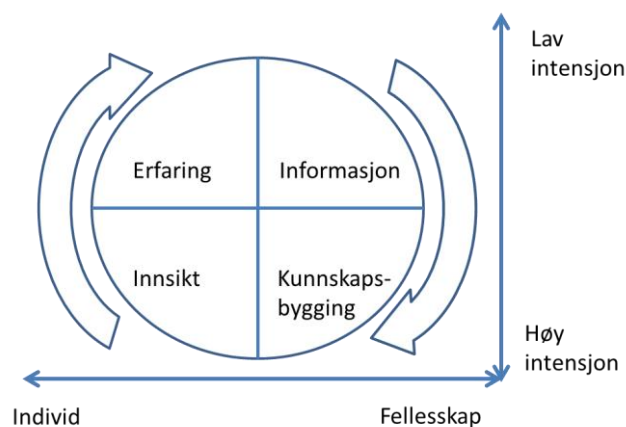 Lav
intensjon
Erfaring
Informasjon
Innsikt
Kunnskaps-
bygging
Høy
intensjon
Individ
Fellesskap